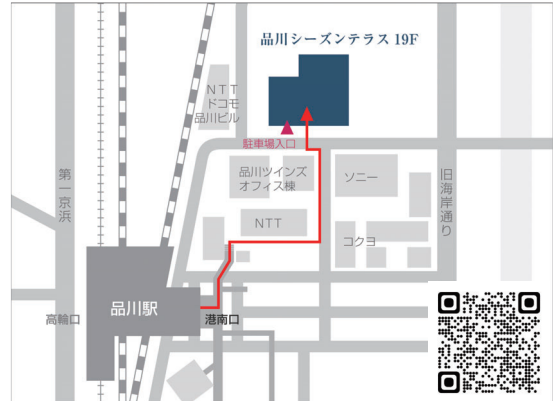 品川シーズンテラス 19F
NTT
ドコモ
品川ビル
駐車場入口
第一京浜
品川ツインズ
オフィス棟
ソニー
旧海岸通り
NTT
コクヨ
品川駅
高輪口
港南口